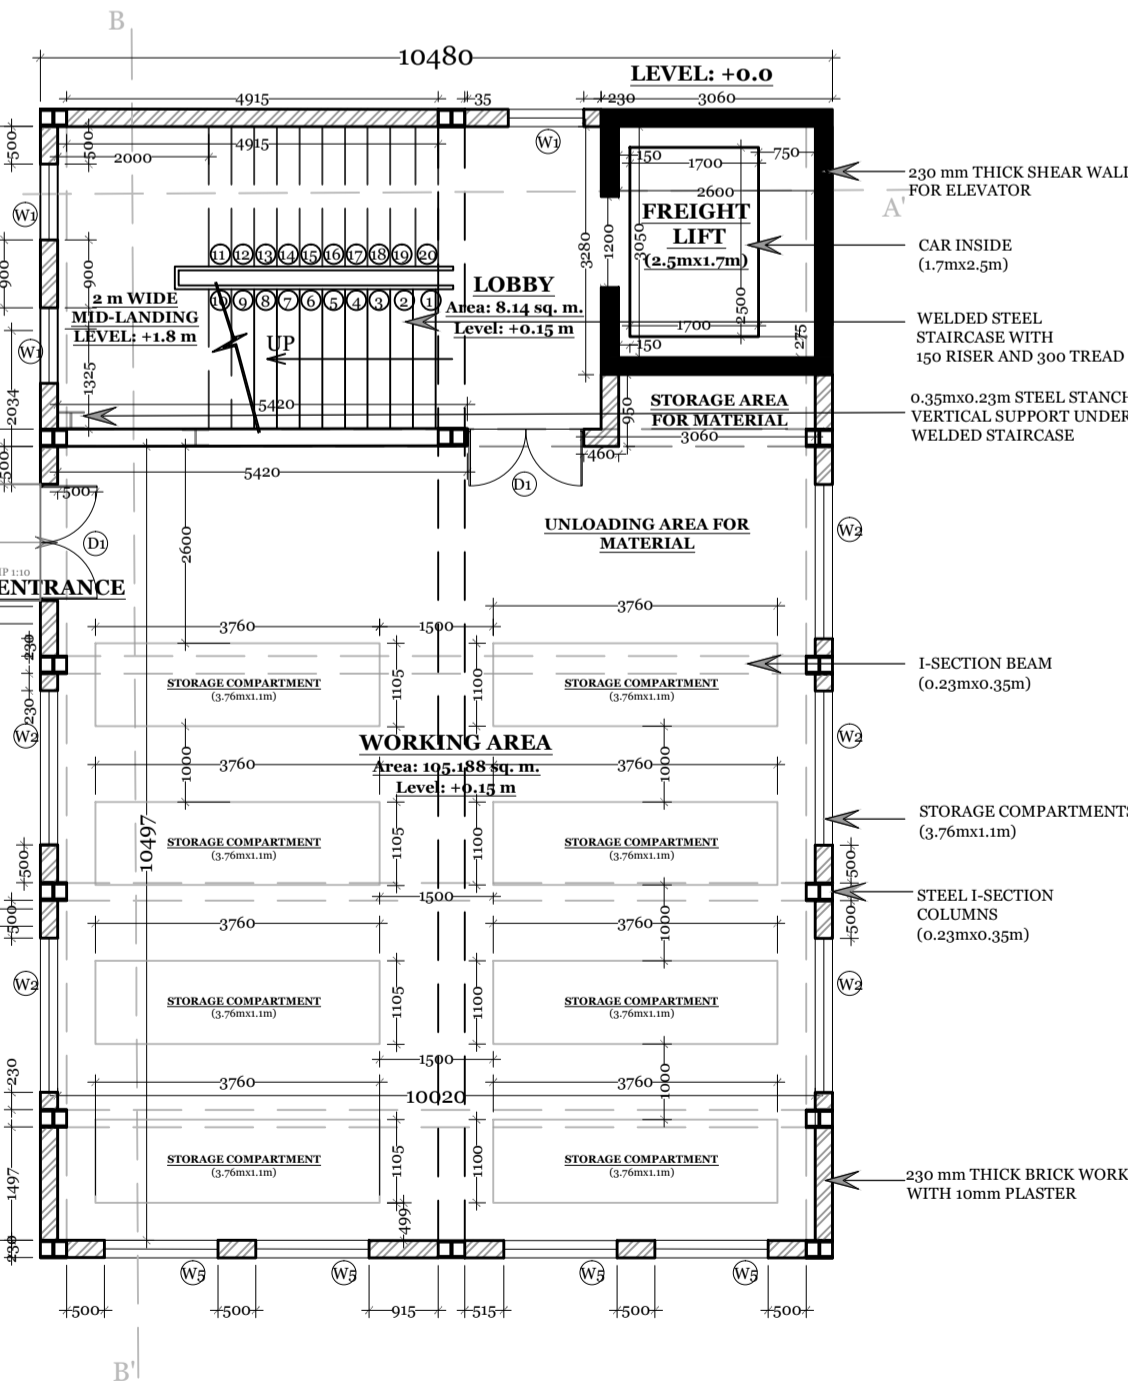 B
10480
LEVEL: +0.0
4915
35
230
3060
W1
500
500
4915
2000
150
1700
750
2600
230 mm THICK SHEAR WALL
FOR ELEVATOR
A'
W1
FREIGHT
LIFT
(2.5mx1.7m)
1200
3050
3280
2500
CAR INSIDE
(1.7mx2.5m)
11 12 13 14 15 16 17 18 19 20
10 9 8 7 6 5 4 3 2 1
900
900
2 m WIDE
MID-LANDING
LEVEL: +1.8 m
LOBBY
Area: 8.14 sq. m.
Level: +0.15 m
UP
1700
150
275
WELDED STEEL
STAIRCASE WITH
150 RISER AND 300 TREAD
W1
1325
2034
5420
950
STORAGE AREA
FOR MATERIAL
3060
0.35mx0.23m STEEL STANCH
VERTICAL SUPPORT UNDER
WELDED STAIRCASE
500
5420
460
500
D1
D1
2600
UNLOADING AREA FOR
MATERIAL
W2
IP 1:10
ENTRANCE
3760
1500
3760
230
230
STORAGE COMPARTMENT
(3.76mx1.1m)
1105
1100
STORAGE COMPARTMENT
(3.76mx1.1m)
I-SECTION BEAM
(0.23mx0.35m)
W2
W2
WORKING AREA
Area: 105.188 sq. m.
Level: +0.15 m
1000
3760
3760
1000
10497
STORAGE COMPARTMENT
(3.76mx1.1m)
1105
1100
STORAGE COMPARTMENT
(3.76mx1.1m)
STORAGE COMPARTMENTS
(3.76mx1.1m)
500
500
1500
500
500
3760
3760
1000
STEEL I-SECTION
COLUMNS
(0.23mx0.35m)
W2
W2
STORAGE COMPARTMENT
(3.76mx1.1m)
1105
1100
STORAGE COMPARTMENT
(3.76mx1.1m)
1500
230
3760
3760
1000
10020
STORAGE COMPARTMENT
(3.76mx1.1m)
1105
1100
STORAGE COMPARTMENT
(3.76mx1.1m)
1497
499
230
230 mm THICK BRICK WORK
WITH 10mm PLASTER
W5
W5
W5
W5
500
500
915
515
500
500
B'